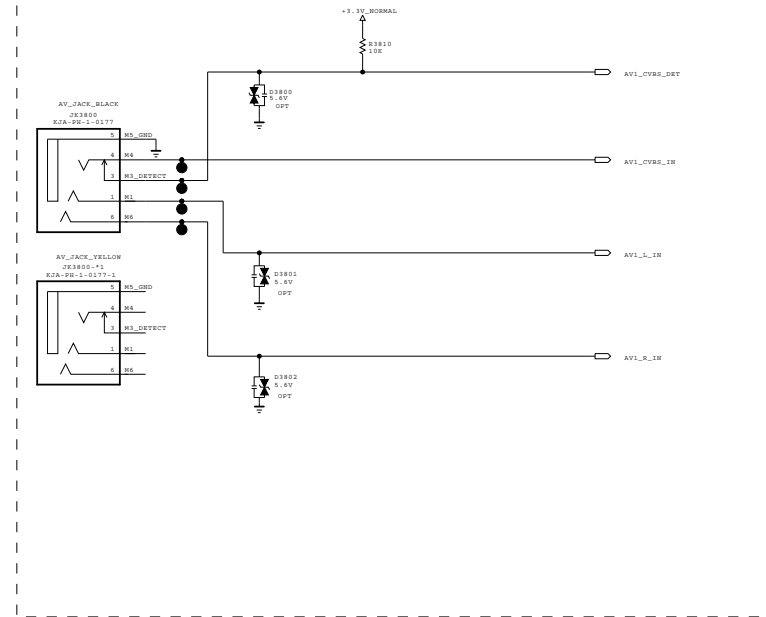 +3.3V_NORMAL
R3810
10K
AV1_CVBS_DET
D3800
5.6V
OPT
AV_JACK_BLACK
JK3800
KJA-PH-1-0177
5 M5_GND
4 M4
AV1_CVBS_IN
3 M3_DETECT
1 M1
6 M6
AV1_L_IN
AV_JACK_YELLOW
JK3800-*1
KJA-PH-1-0177-1
D3801
5.6V
OPT
5 M5_GND
4 M4
3 M3_DETECT
1 M1
AV1_R_IN
6 M6
D3802
5.6V
OPT